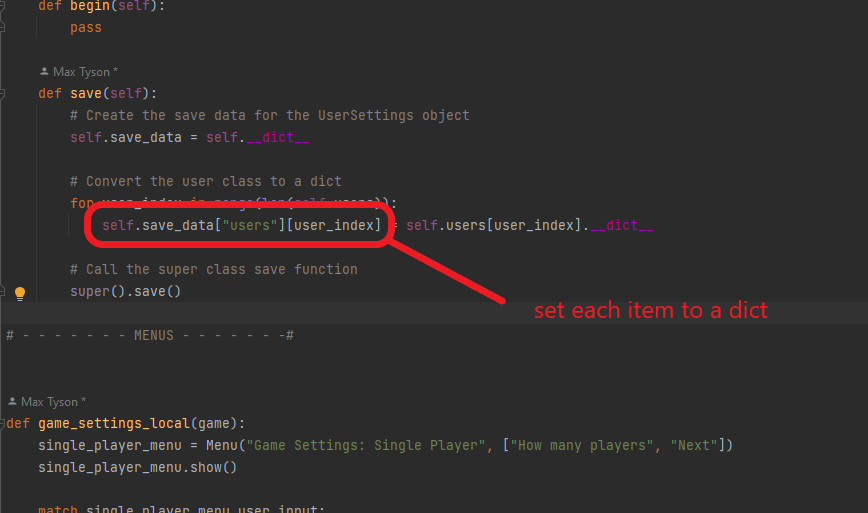 def begin(self):
pass
Max Tyson *
def save(self):
# Create the save data for the UserSettings object
self.save_data = self.__dict__
# Convert the user class to a dict
for user_index in range(len(self.users)):
self.save_data["users"][user_index] = self.users[user_index].__dict__
# Call the super class save function
super().save()
set each item to a dict
# - - - - - - - MENUS - - - - - - -#
Max Tyson *
def game_settings_local(game):
single_player_menu = Menu("Game Settings: Single Player", ["How many players", "Next"])
single_player_menu.show()
match single_player_menu.user_input: